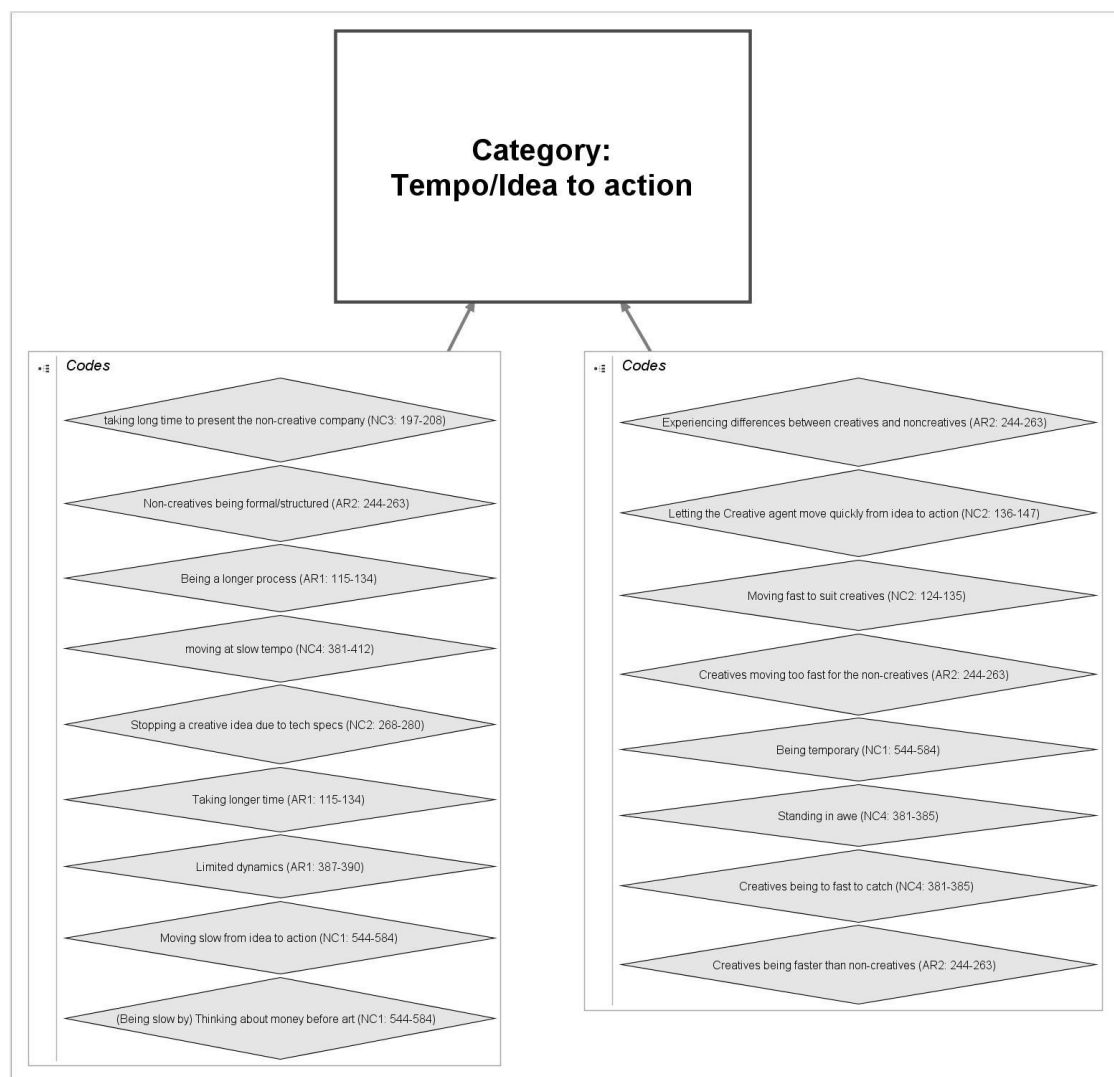 Category:
Tempo/Idea to action
Codes
taking long time to present the non-creative company (NC3: 197-208)
Non-creatives being formal/structured (AR2: 244-263)
Being a longer process (AR1: 115-134)
moving at slow tempo (NC4: 381-412)
Stopping a creative idea due to tech specs (NC2: 268-280)
Taking longer time (AR1: 115-134)
Limited dynamics (AR1: 387-390)
Moving slow from idea to action (NC1: 544-584)
(Being slow by) Thinking about money before art (NC1: 544-584)
Codes
Experiencing differences between creatives and noncreatives (AR2: 244-263)
Letting the Creative agent move quickly from idea to action (NC2: 136-147)
Moving fast to suit creatives (NC2: 124-135)
Creatives moving too fast for the non-creatives (AR2: 244-263)
Being temporary (NC1: 544-584)
Standing in awe (NC4: 381-385)
Creatives being to fast to catch (NC4: 381-385)
Creatives being faster than non-creatives (AR2: 244-263)